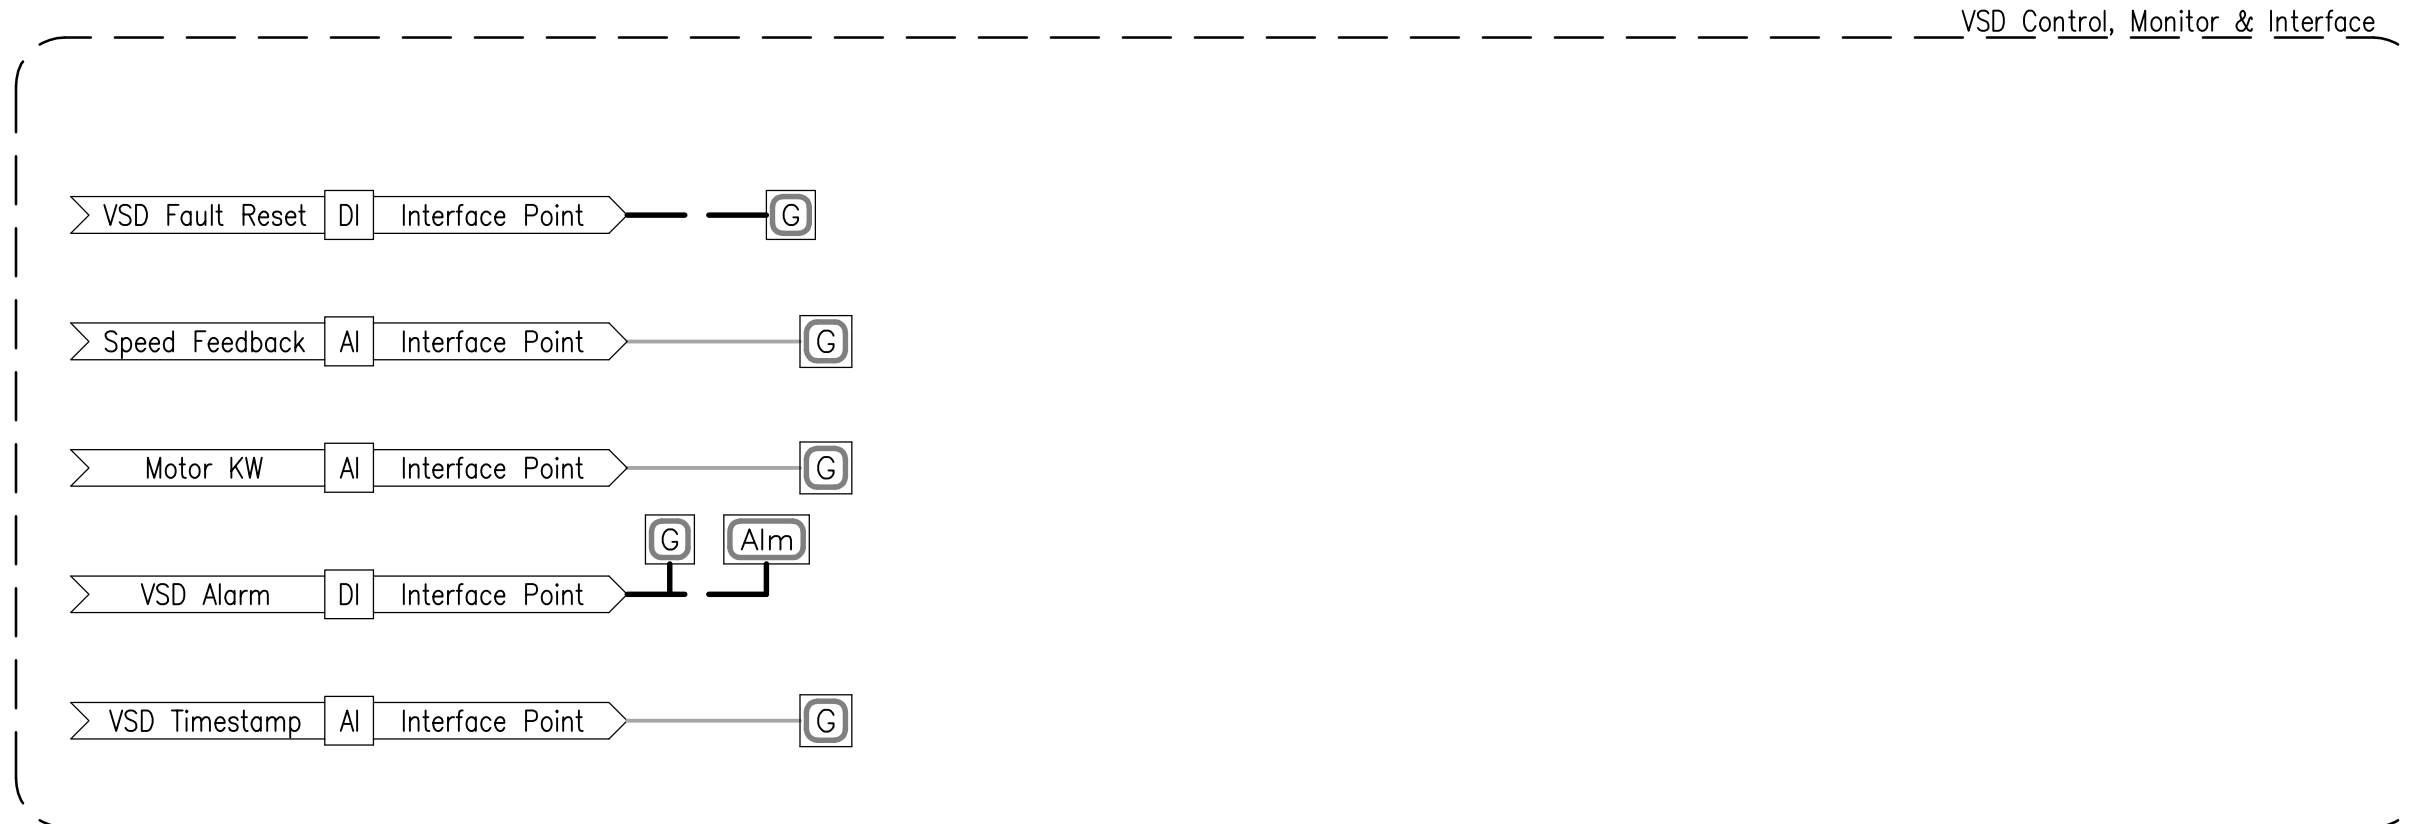 VSD Control, Monitor & Interface
VSD Fault Reset DI Interface Point G
Speed Feedback AI Interface Point G
Motor KW AI Interface Point G
G Alm
VSD Alarm DI Interface Point
VSD Timestamp AI Interface Point G